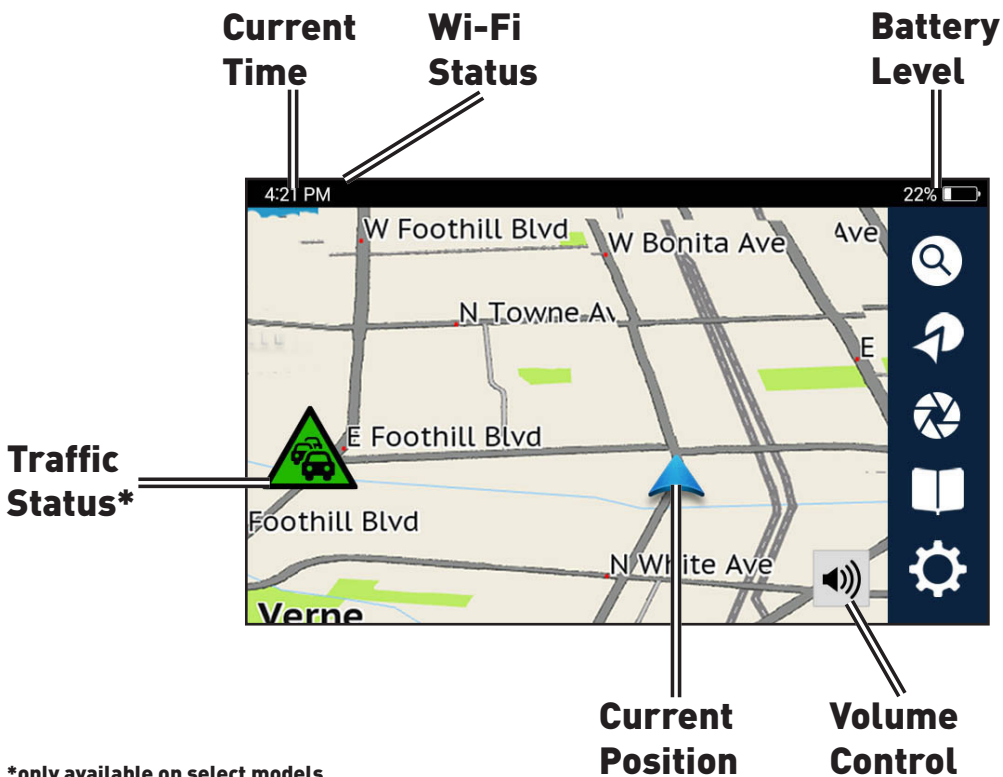 Current
Time
Wi-Fi
Status
Battery
Level
4:21 PM
22%
W Foothill Blvd
W Bonita Ave
Ave
N Towne Av
E
E Foothill Blvd
Traffic
Status*
Foothill Blvd
N White Ave
Verne
Current
Position
Volume
Control
*only available on select models